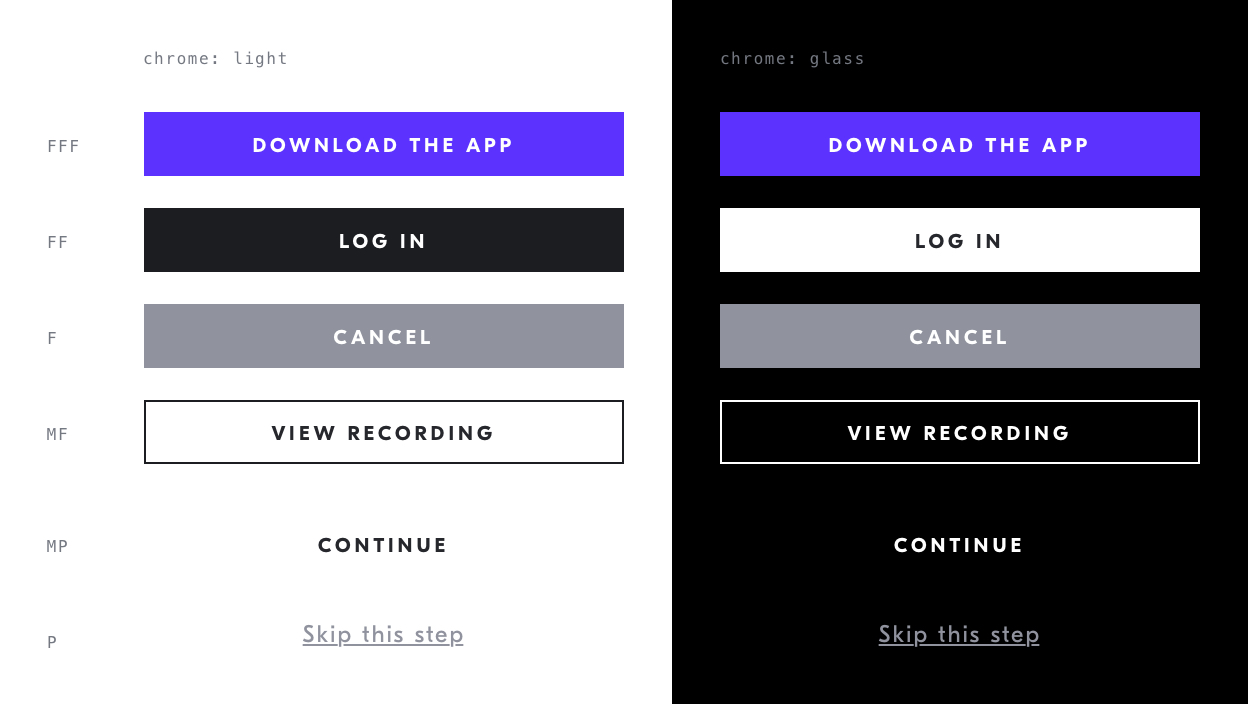 chrome: light
chrome: glass
FFF
DOWNLOAD THE APP
DOWNLOAD THE APP
FF
LOG IN
LOG IN
F
CANCEL
CANCEL
MF
VIEW RECORDING
VIEW RECORDING
MP
CONTINUE
CONTINUE
P
Skip this step
Skip this step